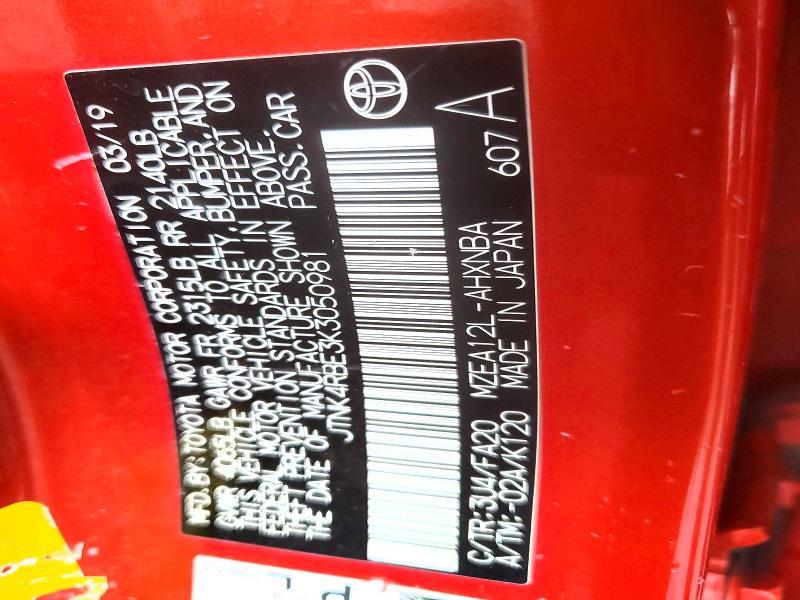 MFD.BY:TOYOTA MOTOR CORPORATION 03/19
GVWR 4085LB GAWR FR 2315LB RR 2140LB
THIS VEHICLE CONFORMS TO ALL APPLICABLE
FEDERAL MOTOR VEHICLE SAFETY, BUMPER, AND
THEFT PREVENTION STANDARDS IN EFFECT ON
THE DATE OF MANUFACTURE SHOWN ABOVE.
JTNK4RBE3K3050981 PASS.CAR
C/TR:3U4/FA20 MZEA12L-AHXNBA
A/TM:-02A/K120 MADE IN JAPAN 607 A